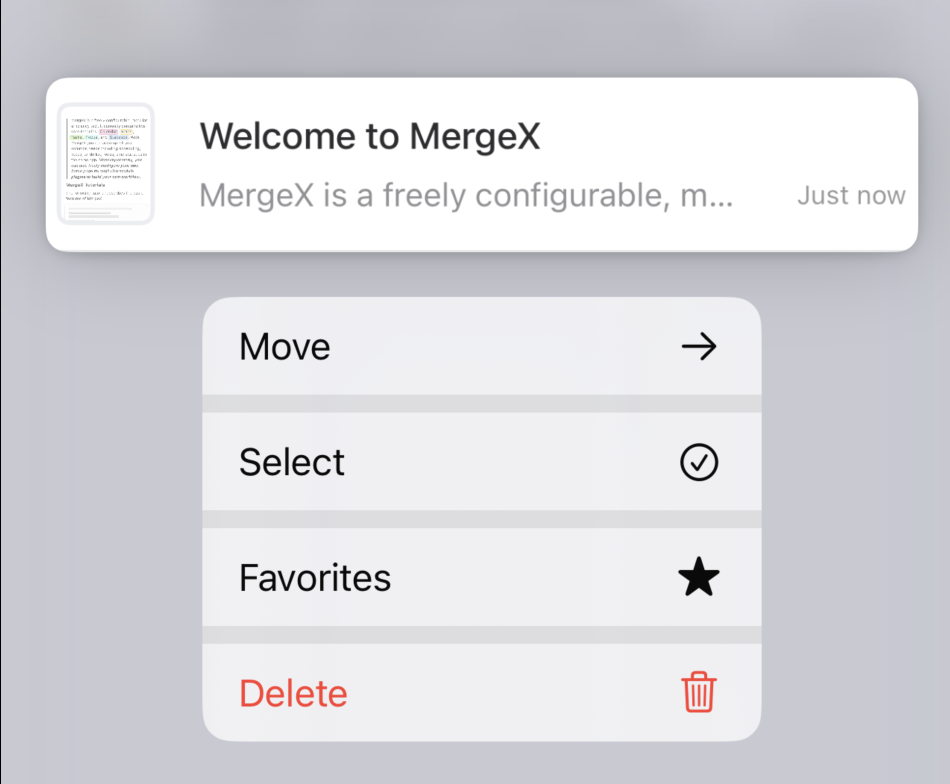 Welcome to MergeX
MergeX is a freely configurable, m...
Just now
Move
Select
Favorites
Delete